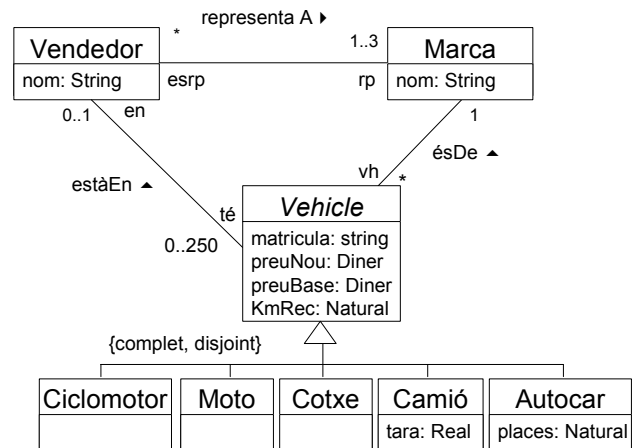 representa A ▸
Vendedor
*
1..3
Marca
nom: String
esrp
rp
nom: String
0..1
en
1
ésDe ▲
estàEn ▲
vh
*
té
Vehicle
0..250
matricula: string
preuNou: Diner
preuBase: Diner
KmRec: Natural
{complet, disjoint}
Ciclomotor
Moto
Cotxe
Camió
Autocar
tara: Real
places: Natural